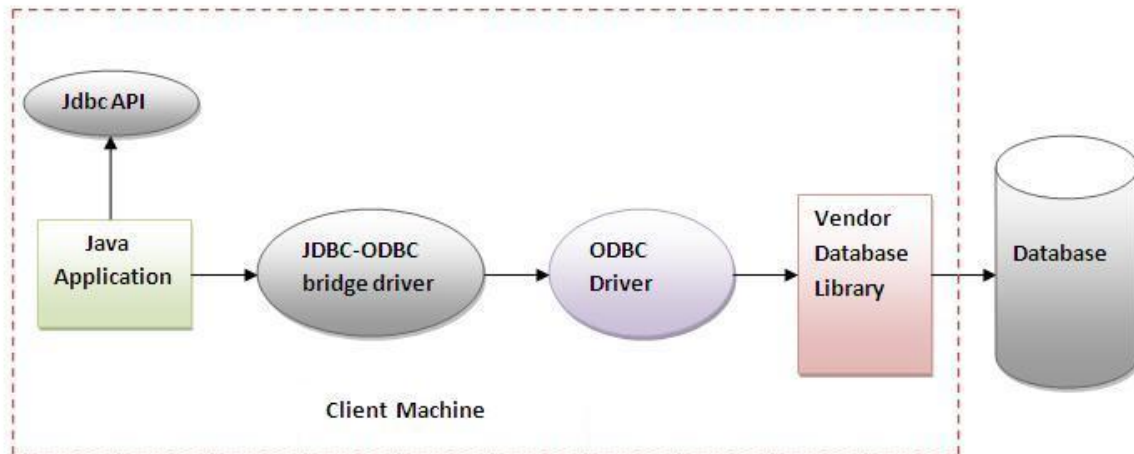 Jdbc API
Java
Application
JDBC-ODBC
bridge driver
ODBC
Driver
Vendor
Database
Library
Database
Client Machine